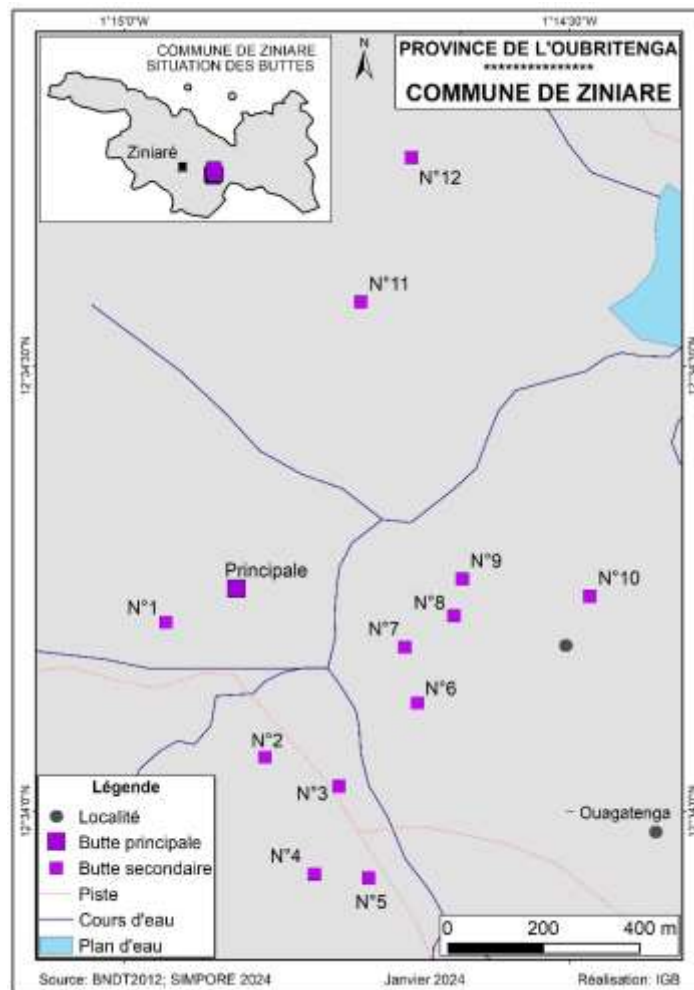 1°15'0"W
1°14'30"W
COMMUNE DE ZINIARE
SITUATION DES BUTTES
Ziniaré
N
PROVINCE DE L'OUBRITENGA
***************
COMMUNE DE ZINIARE
N°12
N°11
12°34'30"N
Principale
N°1
N°9
N°10
N°8
N°7
N°6
N°2
N°3
N°4
N°5
Ouagatenga
12°34'0"N
Légende
Localité
Butte principale
Butte secondaire
Piste
Cours d'eau
Plan d'eau
0 200 400 m
Source: BNDT2012; SIMPORE 2024
Janvier 2024
Réalisation: IGB